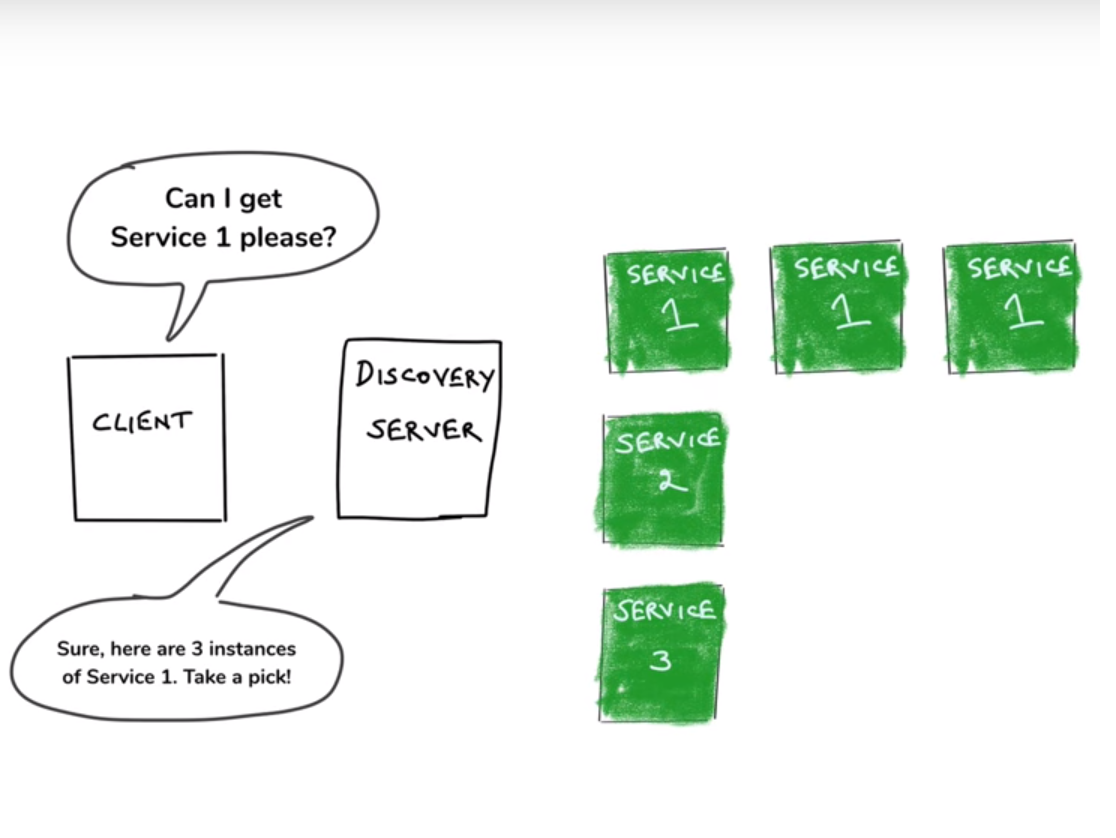 Can I get
Service 1 please?
CLIENT
DISCOVERY
SERVER
Sure, here are 3 instances
of Service 1. Take a pick!
SERVICE
1
SERVICE
1
SERVICE
1
SERVICE
2
SERVICE
3